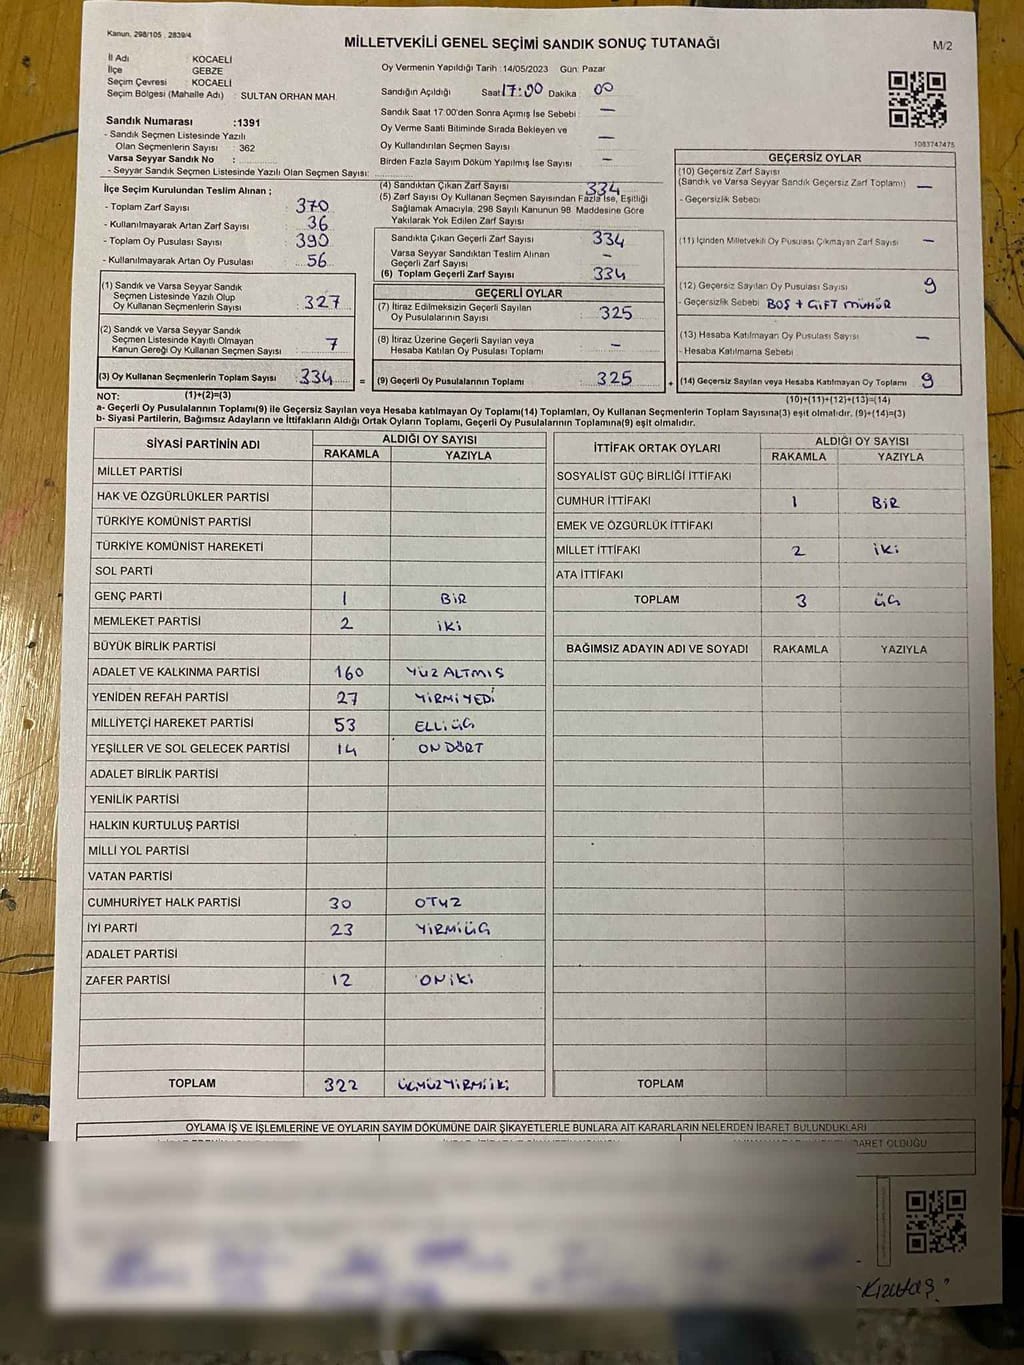 Kanun, 298/105 , 2839/4
MİLLETVEKİLİ GENEL SEÇİMİ SANDIK SONUÇ TUTANAĞI
M/2
İl Adı : KOCAELİ
İlçe : GEBZE
Seçim Çevresi : KOCAELİ
Seçim Bölgesi (Mahalle Adı) : SULTAN ORHAN MAH.
Sandık Numarası :1391
- Sandık Seçmen Listesinde Yazılı
Olan Seçmenlerin Sayısı : 362
Varsa Seyyar Sandık No :
- Seyyar Sandık Seçmen Listesinde Yazılı Olan Seçmen Sayısı:
Oy Vermenin Yapıldığı Tarih :14/05/2023 Gün: Pazar
Sandığın Açıldığı Saat 17:00 Dakika 00
Sandık Saat 17:00'den Sonra Açımış İse Sebebi : —
Oy Verme Saati Bitiminde Sırada Bekleyen ve
Oy Kullandırılan Seçmen Sayısı : —
Birden Fazla Sayım Döküm Yapılmış İse Sayısı : —
1083747475
İlçe Seçim Kurulundan Teslim Alınan ;
- Toplam Zarf Sayısı : 370
- Kullanılmayarak Artan Zarf Sayısı : 36
- Toplam Oy Pusulası Sayısı : 390
- Kullanılmayarak Artan Oy Pusulası : 56
(1) Sandık ve Varsa Seyyar Sandık
Seçmen Listesinde Yazılı Olup
Oy Kullanan Seçmenlerin Sayısı : 327
(2) Sandık ve Varsa Seyyar Sandık
Seçmen Listesinde Kayıtlı Olmayan
Kanun Gereği Oy Kullanan Seçmen Sayısı : 7
(3) Oy Kullanan Seçmenlerin Toplam Sayısı : 334
(4) Sandıktan Çıkan Zarf Sayısı : 334
(5) Zarf Sayısı Oy Kullanan Seçmen Sayısından Fazla İse, Eşitliği
Sağlamak Amacıyla, 298 Sayılı Kanunun 98 Maddesine Göre
Yakılarak Yok Edilen Zarf Sayısı :
Sandıkta Çıkan Geçerli Zarf Sayısı : 334
Varsa Seyyar Sandıktan Teslim Alınan
Geçerli Zarf Sayısı : —
(6) Toplam Geçerli Zarf Sayısı : 334
GEÇERLİ OYLAR
(7) İtiraz Edilmeksizin Geçerli Sayılan
Oy Pusulalarının Sayısı : 325
(8) İtiraz Üzerine Geçerli Sayılan veya
Hesaba Katılan Oy Pusulası Toplamı : —
= (9) Geçerli Oy Pusulalarının Toplamı : 325
GEÇERSİZ OYLAR
(10) Geçersiz Zarf Sayısı
(Sandık ve Varsa Seyyar Sandık Geçersiz Zarf Toplamı) : —
- Geçersizlik Sebebi :
(11) İçinden Milletvekili Oy Pusulası Çıkmayan Zarf Sayısı : —
(12) Geçersiz Sayılan Oy Pusulası Sayısı : 9
- Geçersizlik Sebebi : BOŞ + ÇİFT MÜHÜR
(13) Hesaba Katılmayan Oy Pusulası Sayısı : —
- Hesaba Katılmama Sebebi :
+ (14) Geçersiz Sayılan veya Hesaba Katılmayan Oy Toplamı : 9
NOT: (1)+(2)=(3)
(10)+(11)+(12)+(13)=(14)
a- Geçerli Oy Pusulalarının Toplamı(9) ile Geçersiz Sayılan veya Hesaba katılmayan Oy Toplamı(14) Toplamları, Oy Kullanan Seçmenlerin Toplam Sayısına(3) eşit olmalıdır. (9)+(14)=(3)
b- Siyasi Partilerin, Bağımsız Adayların ve İttifakların Aldığı Ortak Oyların Toplamı, Geçerli Oy Pusulalarının Toplamına(9) eşit olmalıdır.
SİYASİ PARTİNİN ADI ALDIĞI OY SAYISI
RAKAMLA YAZIYLA
MİLLET PARTİSİ
HAK VE ÖZGÜRLÜKLER PARTİSİ
TÜRKİYE KOMÜNİST PARTİSİ
TÜRKİYE KOMÜNİST HAREKETİ
SOL PARTİ
GENÇ PARTİ 1 BİR
MEMLEKET PARTİSİ 2 İKİ
BÜYÜK BİRLİK PARTİSİ
ADALET VE KALKINMA PARTİSİ 160 YÜZ ALTMIŞ
YENİDEN REFAH PARTİSİ 27 YİRMİYEDİ
MİLLİYETÇİ HAREKET PARTİSİ 53 ELLİÜÇ
YEŞİLLER VE SOL GELECEK PARTİSİ 14 ON DÖRT
ADALET BİRLİK PARTİSİ
YENİLİK PARTİSİ
HALKIN KURTULUŞ PARTİSİ
MİLLİ YOL PARTİSİ
VATAN PARTİSİ
CUMHURİYET HALK PARTİSİ 30 OTUZ
İYİ PARTİ 23 YİRMİÜÇ
ADALET PARTİSİ
ZAFER PARTİSİ 12 ONİKİ
TOPLAM 322 ÜÇYÜZYİRMİİKİ
İTTİFAK ORTAK OYLARI ALDIĞI OY SAYISI
RAKAMLA YAZIYLA
SOSYALİST GÜÇ BİRLİĞİ İTTİFAKI
CUMHUR İTTİFAKI 1 BİR
EMEK VE ÖZGÜRLÜK İTTİFAKI
MİLLET İTTİFAKI 2 İKİ
ATA İTTİFAKI
TOPLAM 3 ÜÇ
BAĞIMSIZ ADAYIN ADI VE SOYADI RAKAMLA YAZIYLA
TOPLAM
OYLAMA İŞ VE İŞLEMLERİNE VE OYLARIN SAYIM DÖKÜMÜNE DAİR ŞİKAYETLERLE BUNLARA AİT KARARLARIN NELERDEN İBARET BULUNDUKLARI
BARET OLDUĞU